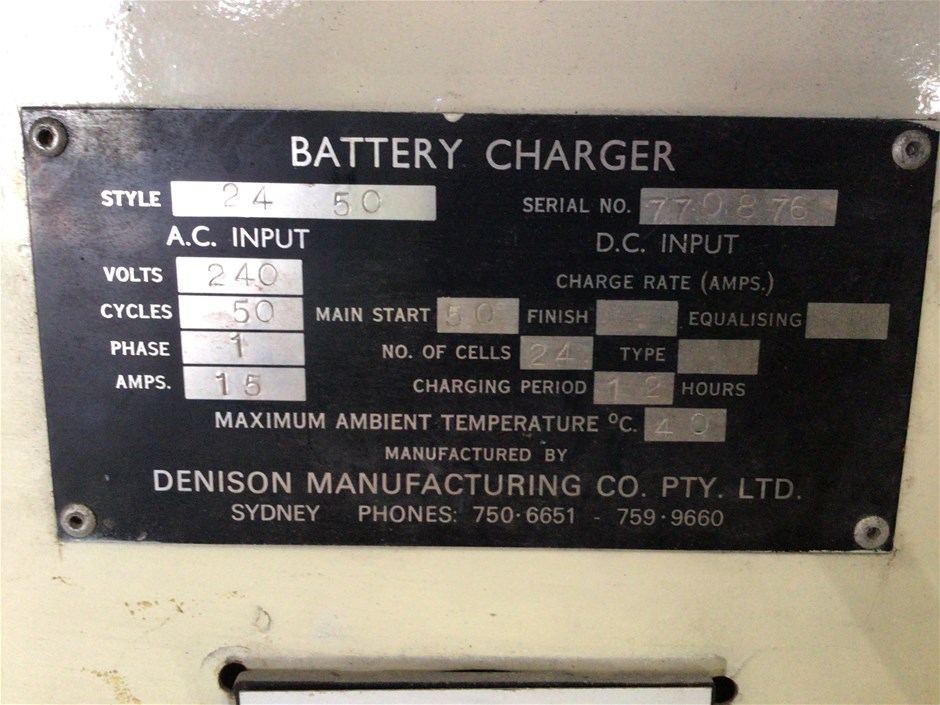 BATTERY CHARGER
STYLE 24 50 SERIAL NO. 770876
A.C. INPUT D.C. INPUT
VOLTS 240 CHARGE RATE (AMPS.)
CYCLES 50 MAIN START 50 FINISH EQUALISING
PHASE 1 NO. OF CELLS 24 TYPE
AMPS. 15 CHARGING PERIOD 12 HOURS
MAXIMUM AMBIENT TEMPERATURE °C. 40
MANUFACTURED BY
DENISON MANUFACTURING CO. PTY. LTD.
SYDNEY PHONES: 750·6651 - 759·9660